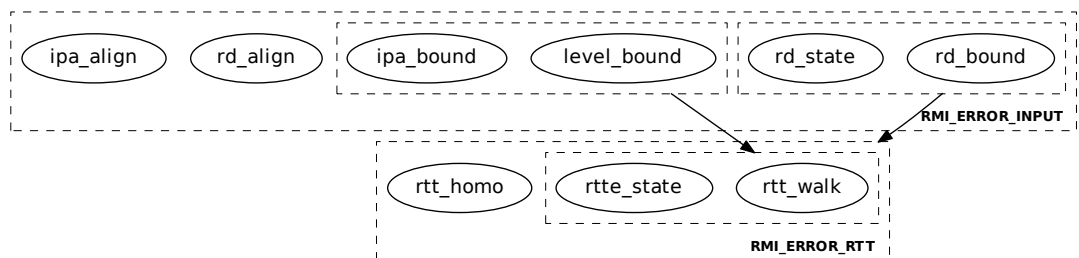 ipa_align rd_align ipa_bound level_bound rd_state rd_bound
RMI_ERROR_INPUT
rtt_homo rtte_state rtt_walk
RMI_ERROR_RTT